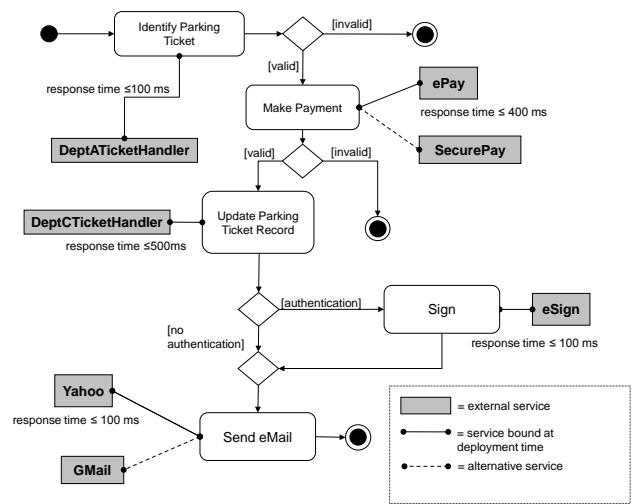 Identify Parking
Ticket
[invalid]
[valid]
response time ≤100 ms
DeptATicketHandler
Make Payment
ePay
response time ≤ 400 ms
SecurePay
[valid]
[invalid]
DeptCTicketHandler
response time ≤500ms
Update Parking
Ticket Record
[authentication]
Sign
eSign
response time ≤ 100 ms
[no
authentication]
Yahoo
response time ≤ 100 ms
GMail
Send eMail
= external service
= service bound at
deployment time
= alternative service